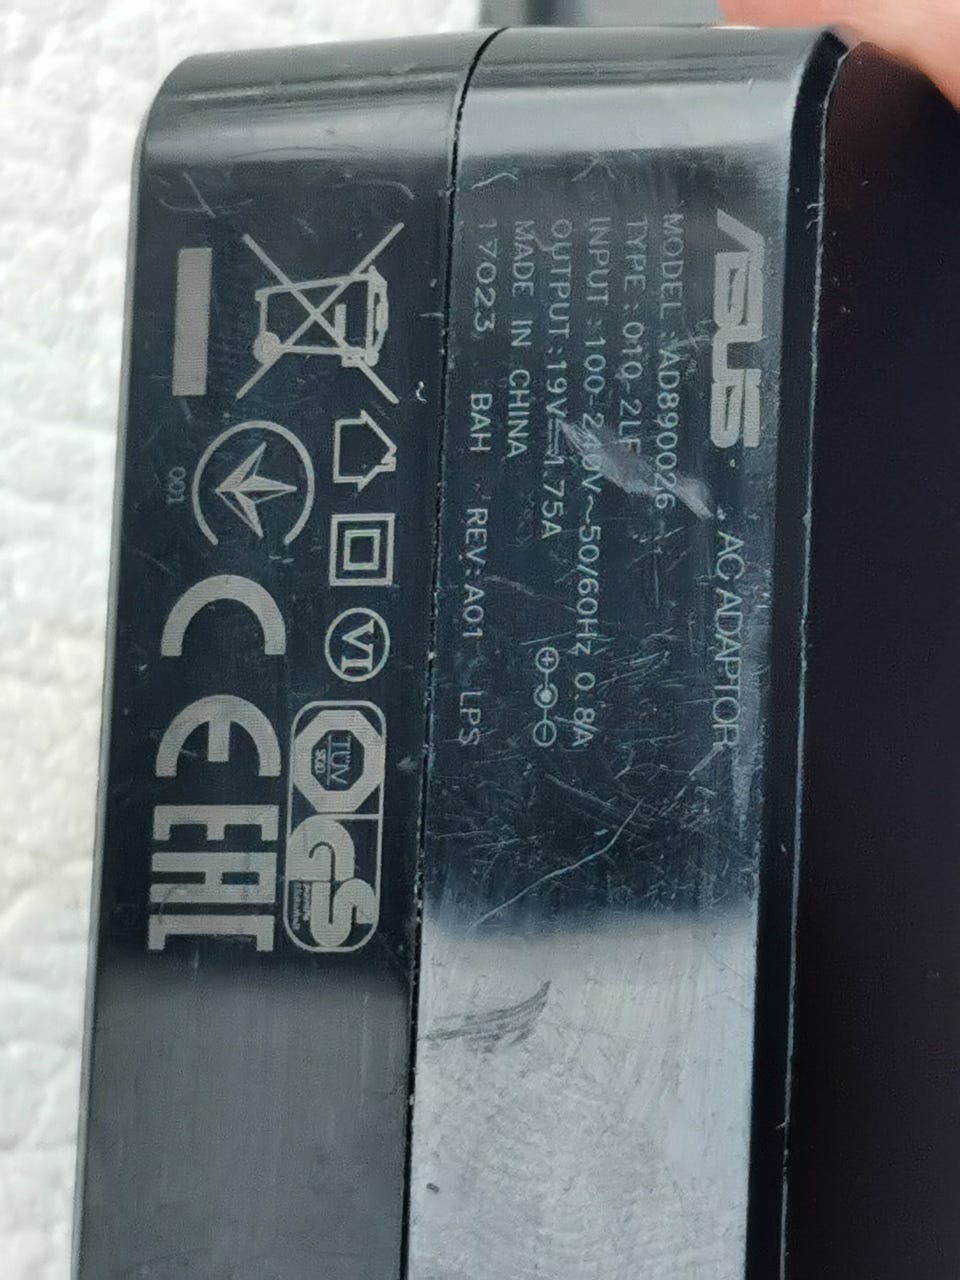 ASUS AC ADAPTOR
MODEL :AD890026
TYPE : 010-2LF
INPUT :100-240V～50/60Hz 0.8A
OUTPUT:19V⎓1.75A
MADE IN CHINA
17023 BAH REV:A01 LPS
VI
TÜV
SÜD
GS
001
CE
EAC